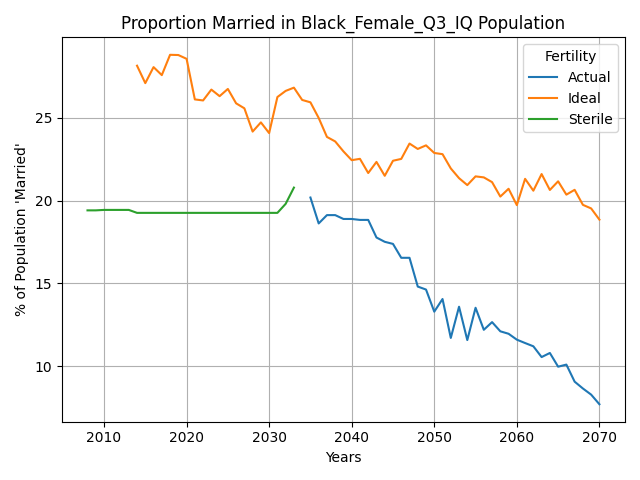 Proportion Married in Black_Female_Q3_IQ Population
Fertility
Actual
Ideal
Sterile
% of Population 'Married'
25
20
15
10
2010 2020 2030 2040 2050 2060 2070
Years